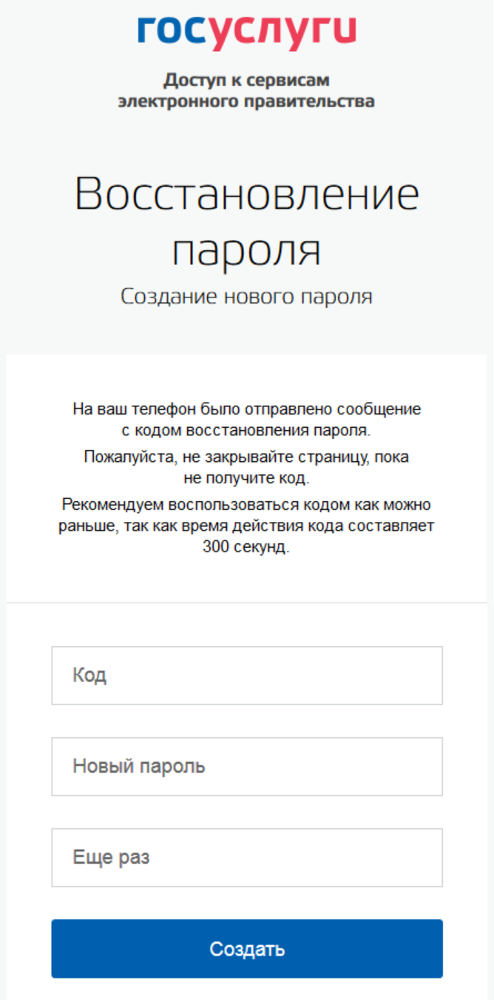 госуслуги
Доступ к сервисам
электронного правительства
Восстановление
пароля
Создание нового пароля
На ваш телефон было отправлено сообщение
с кодом восстановления пароля.
Пожалуйста, не закрывайте страницу, пока
не получите код.
Рекомендуем воспользоваться кодом как можно
раньше, так как время действия кода составляет
300 секунд.
Код
Новый пароль
Еще раз
Создать